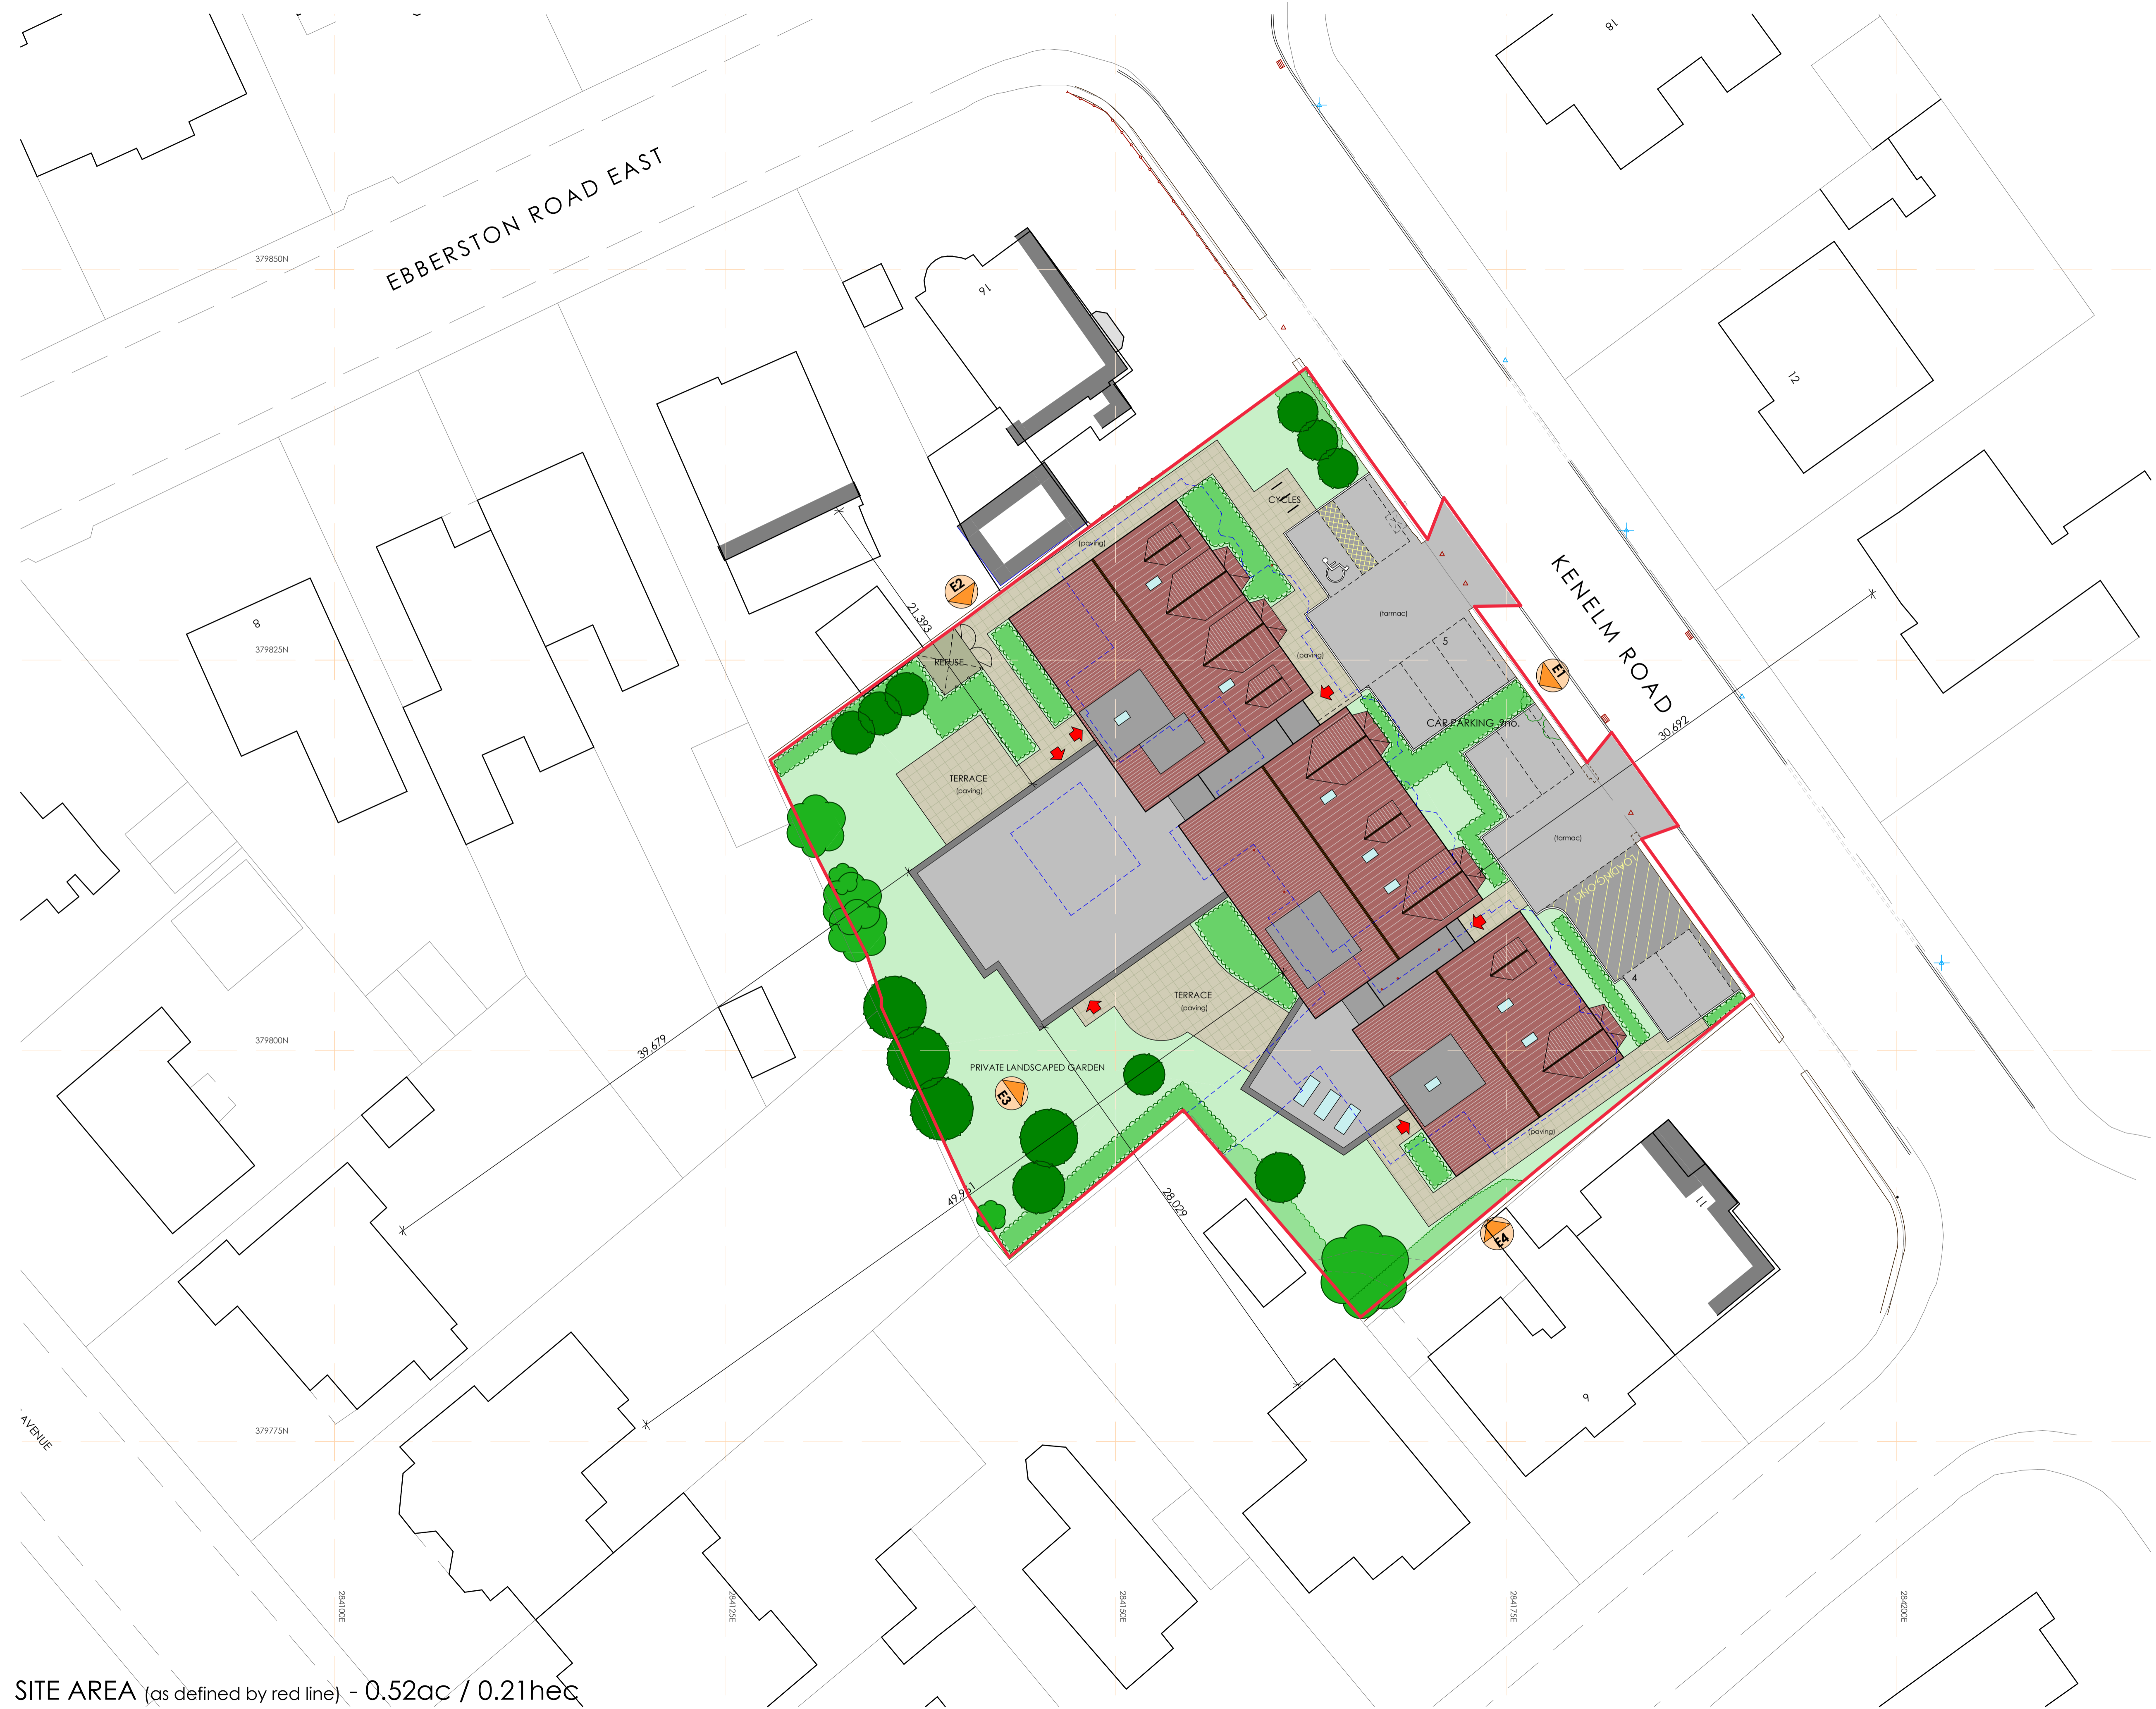 18
EBBERSTON ROAD EAST
379850N
16
12
CYCLES
(paving)
E2
21.393
KENELM ROAD
(tarmac)
5
8
379825N
REFUSE
(paving)
E1
CAR PARKING 9no.
30.692
TERRACE
(paving)
(tarmac)
LOADING ONLY
4
TERRACE
(paving)
39.679
379800N
PRIVATE LANDSCAPED GARDEN
E3
(paving)
28.029
11
E4
9
AVENUE
379775N
284100E
284125E
284150E
284175E
284200E
SITE AREA (as defined by red line) - 0.52ac / 0.21hec